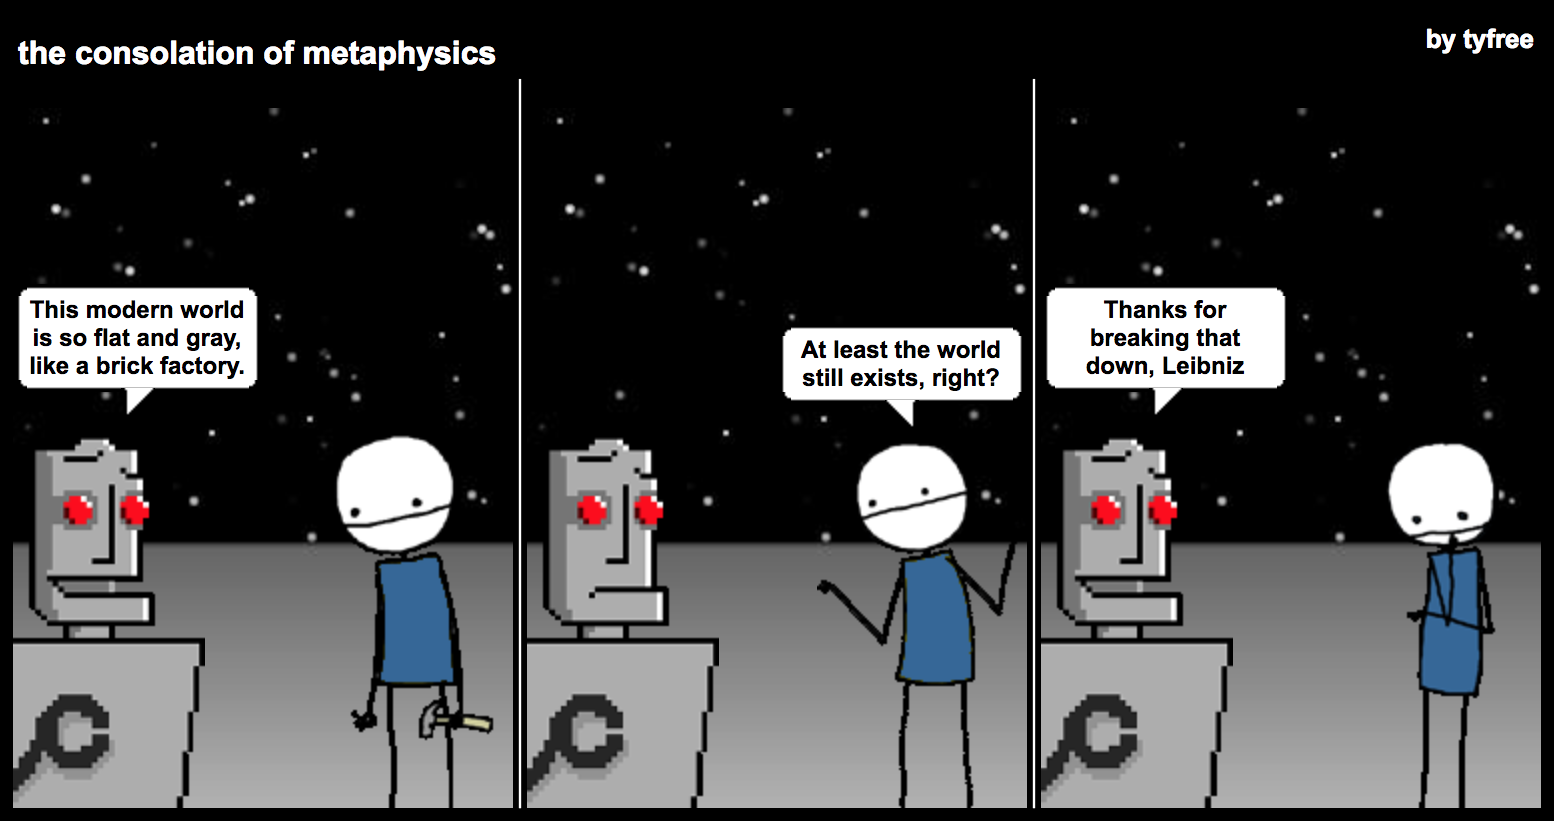 the consolation of metaphysics
by tyfree
This modern world
is so flat and gray,
like a brick factory.
At least the world
still exists, right?
Thanks for
breaking that
down, Leibniz